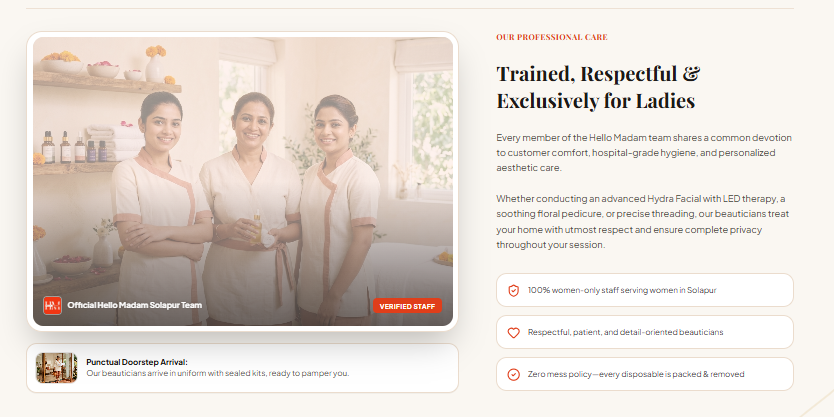 OUR PROFESSIONAL CARE
Trained, Respectful &
Exclusively for Ladies
Every member of the Hello Madam team shares a common devotion
to customer comfort, hospital-grade hygiene, and personalized
aesthetic care.
Whether conducting an advanced Hydra Facial with LED therapy, a
soothing floral pedicure, or precise threading, our beauticians treat
your home with utmost respect and ensure complete privacy
throughout your session.
100% women-only staff serving women in Solapur
Respectful, patient, and detail-oriented beauticians
Zero mess policy—every disposable is packed & removed
Official Hello Madam Solapur Team
VERIFIED STAFF
Punctual Doorstep Arrival:
Our beauticians arrive in uniform with sealed kits, ready to pamper you.